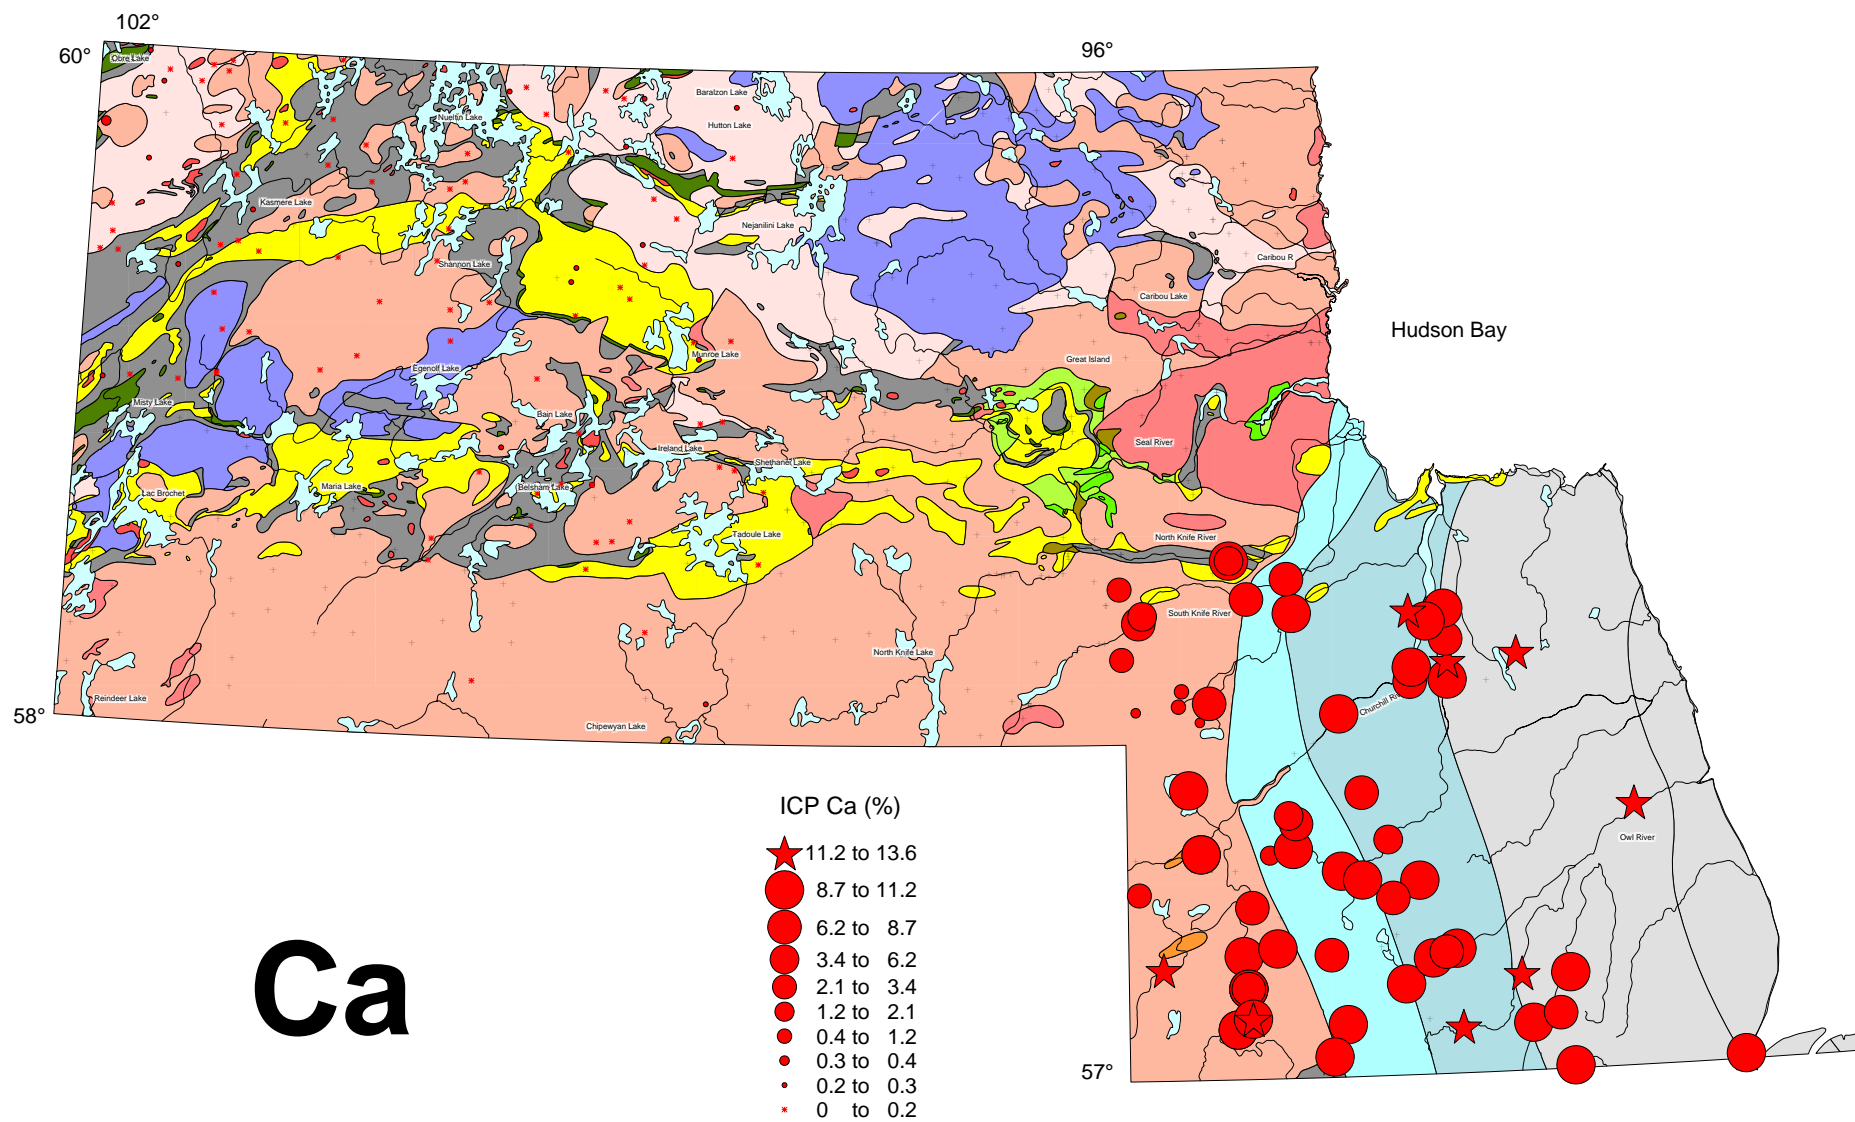 102°
60°
96°
Obre Lake
Baralzon Lake
Nueltin Lake
Hutton Lake
Kasmere Lake
Nejanilini Lake
Shannon Lake
Caribou R
Caribou Lake
Hudson Bay
Munroe Lake
Great Island
Egenolf Lake
Misty Lake
Bain Lake
Seal River
Ireland Lake
Shethanei Lake
Maria Lake
Belsham Lake
Lac Brochet
Tadoule Lake
North Knife River
South Knife River
North Knife Lake
Reindeer Lake
Churchill Ri
58°
Chipewyan Lake
ICP Ca (%)
11.2 to 13.6
8.7 to 11.2
6.2 to 8.7
3.4 to 6.2
2.1 to 3.4
1.2 to 2.1
0.4 to 1.2
0.3 to 0.4
0.2 to 0.3
0 to 0.2
Owl River
Ca
57°